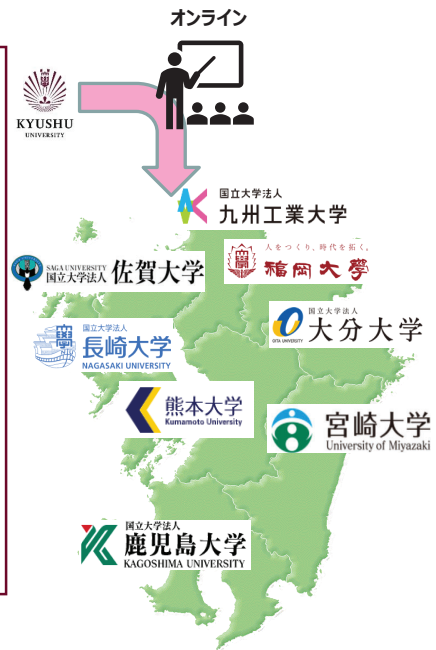 オンライン
KYUSHU
UNIVERSITY
国立大学法人
九州工業大学
人をつくり、時代を拓く。
福岡大學
SAGA UNIVERSITY
国立大学法人 佐賀大学
国立大学法人
大分大学
OITA UNIVERSITY
国立大学法人
長崎大学
NAGASAKI UNIVERSITY
熊本大学
Kumamoto University
宮崎大学
University of Miyazaki
国立大学法人
鹿児島大学
KAGOSHIMA UNIVERSITY